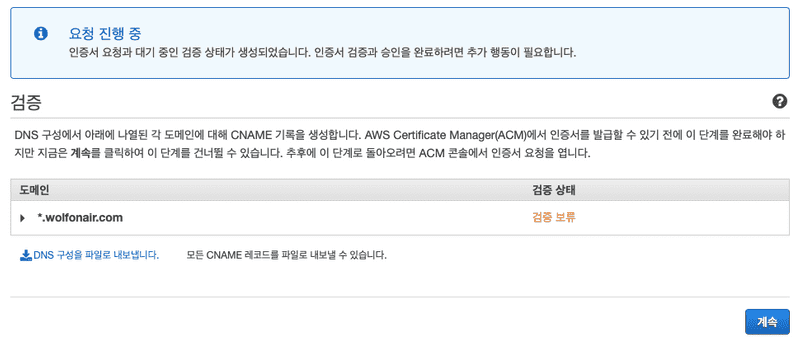 요청 진행 중
인증서 요청과 대기 중인 검증 상태가 생성되었습니다. 인증서 검증과 승인을 완료하려면 추가 행동이 필요합니다.
검증
DNS 구성에서 아래에 나열된 각 도메인에 대해 CNAME 기록을 생성합니다. AWS Certificate Manager(ACM)에서 인증서를 발급할 수 있기 전에 이 단계를 완료해야 하
지만 지금은 계속를 클릭하여 이 단계를 건너뛸 수 있습니다. 추후에 이 단계로 돌아오려면 ACM 콘솔에서 인증서 요청을 엽니다.
도메인 검증 상태
*.wolfonair.com 검증 보류
DNS 구성을 파일로 내보냅니다. 모든 CNAME 레코드를 파일로 내보낼 수 있습니다.
계속